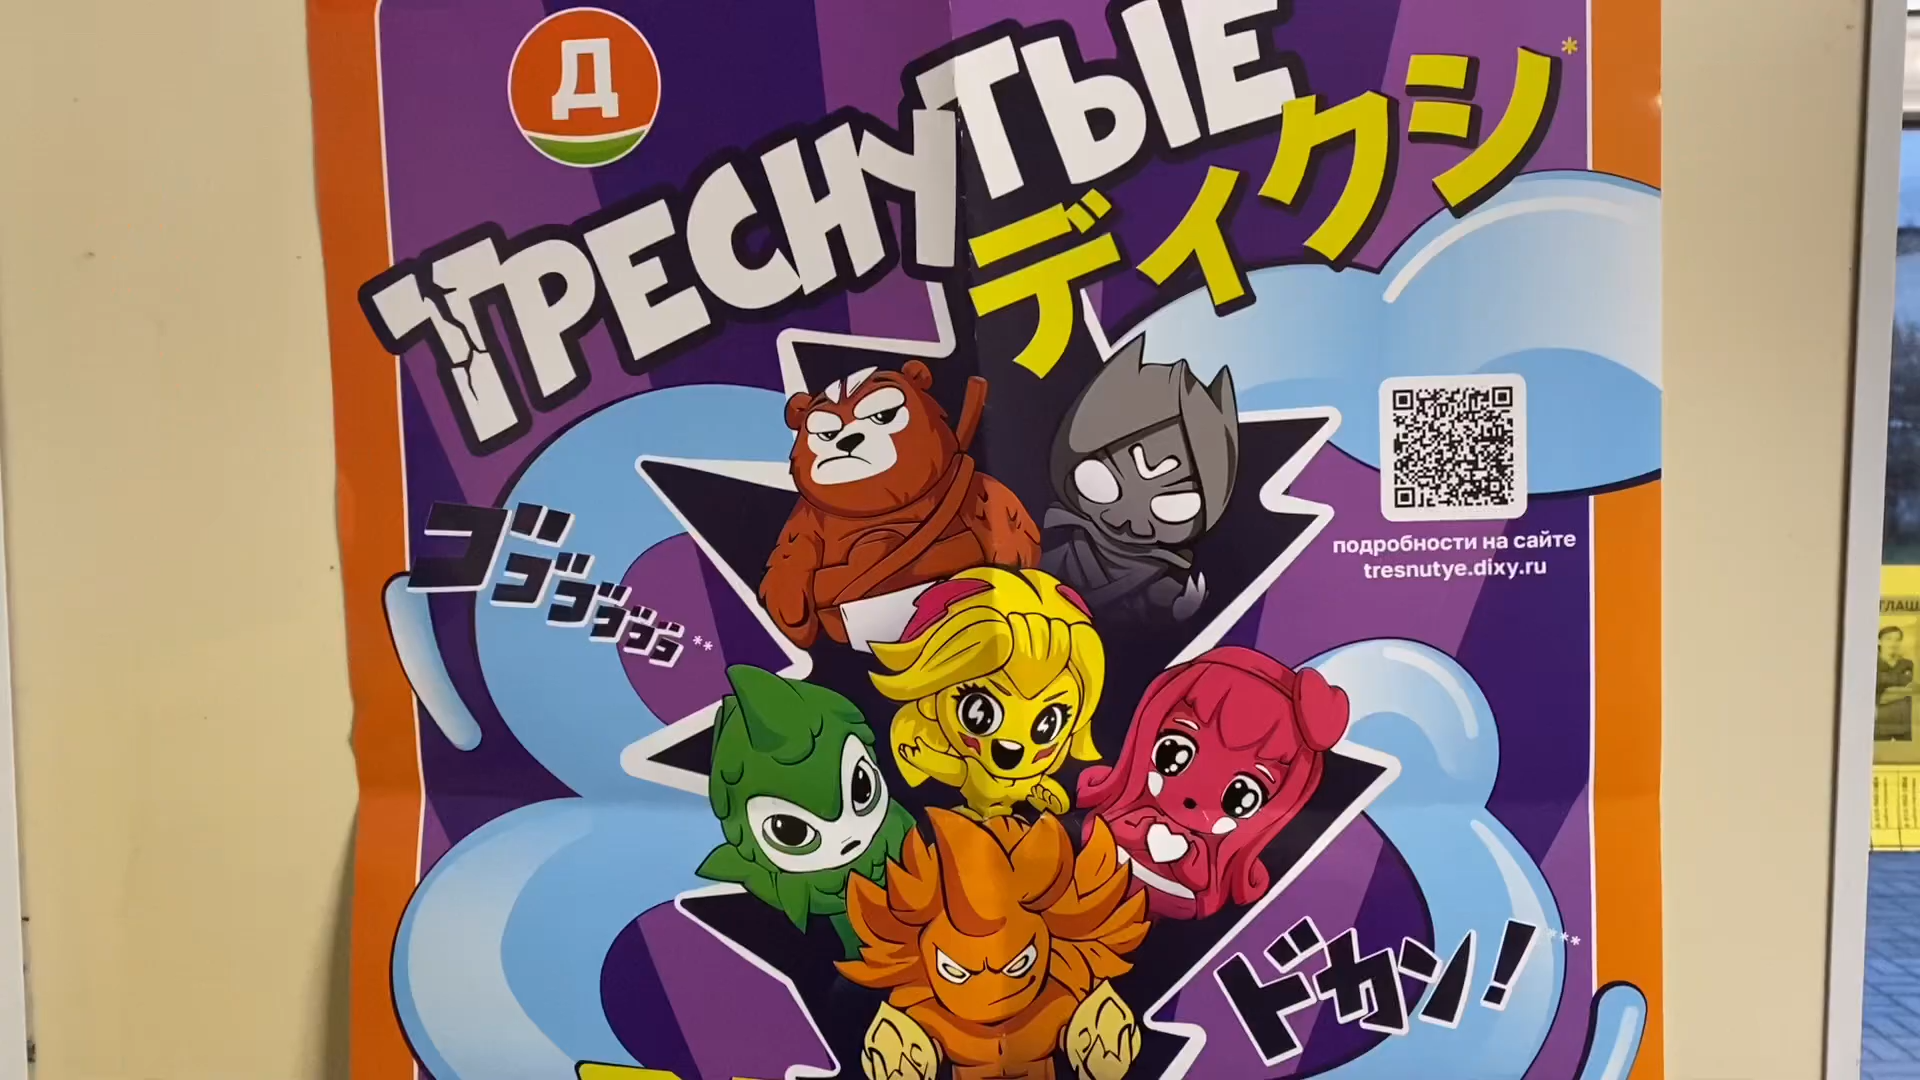 Д
ТРЕСНУТЫЕ
ディクシ*
ゴゴゴゴゴゴゴ**
подробности на сайте
tresnutye.dixy.ru
ドカン!***